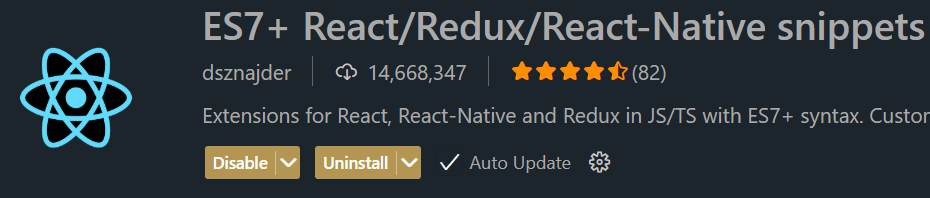 ES7+ React/Redux/React-Native snippets
dsznajder 14,668,347 (82)
Extensions for React, React-Native and Redux in JS/TS with ES7+ syntax. Custom
Disable Uninstall Auto Update